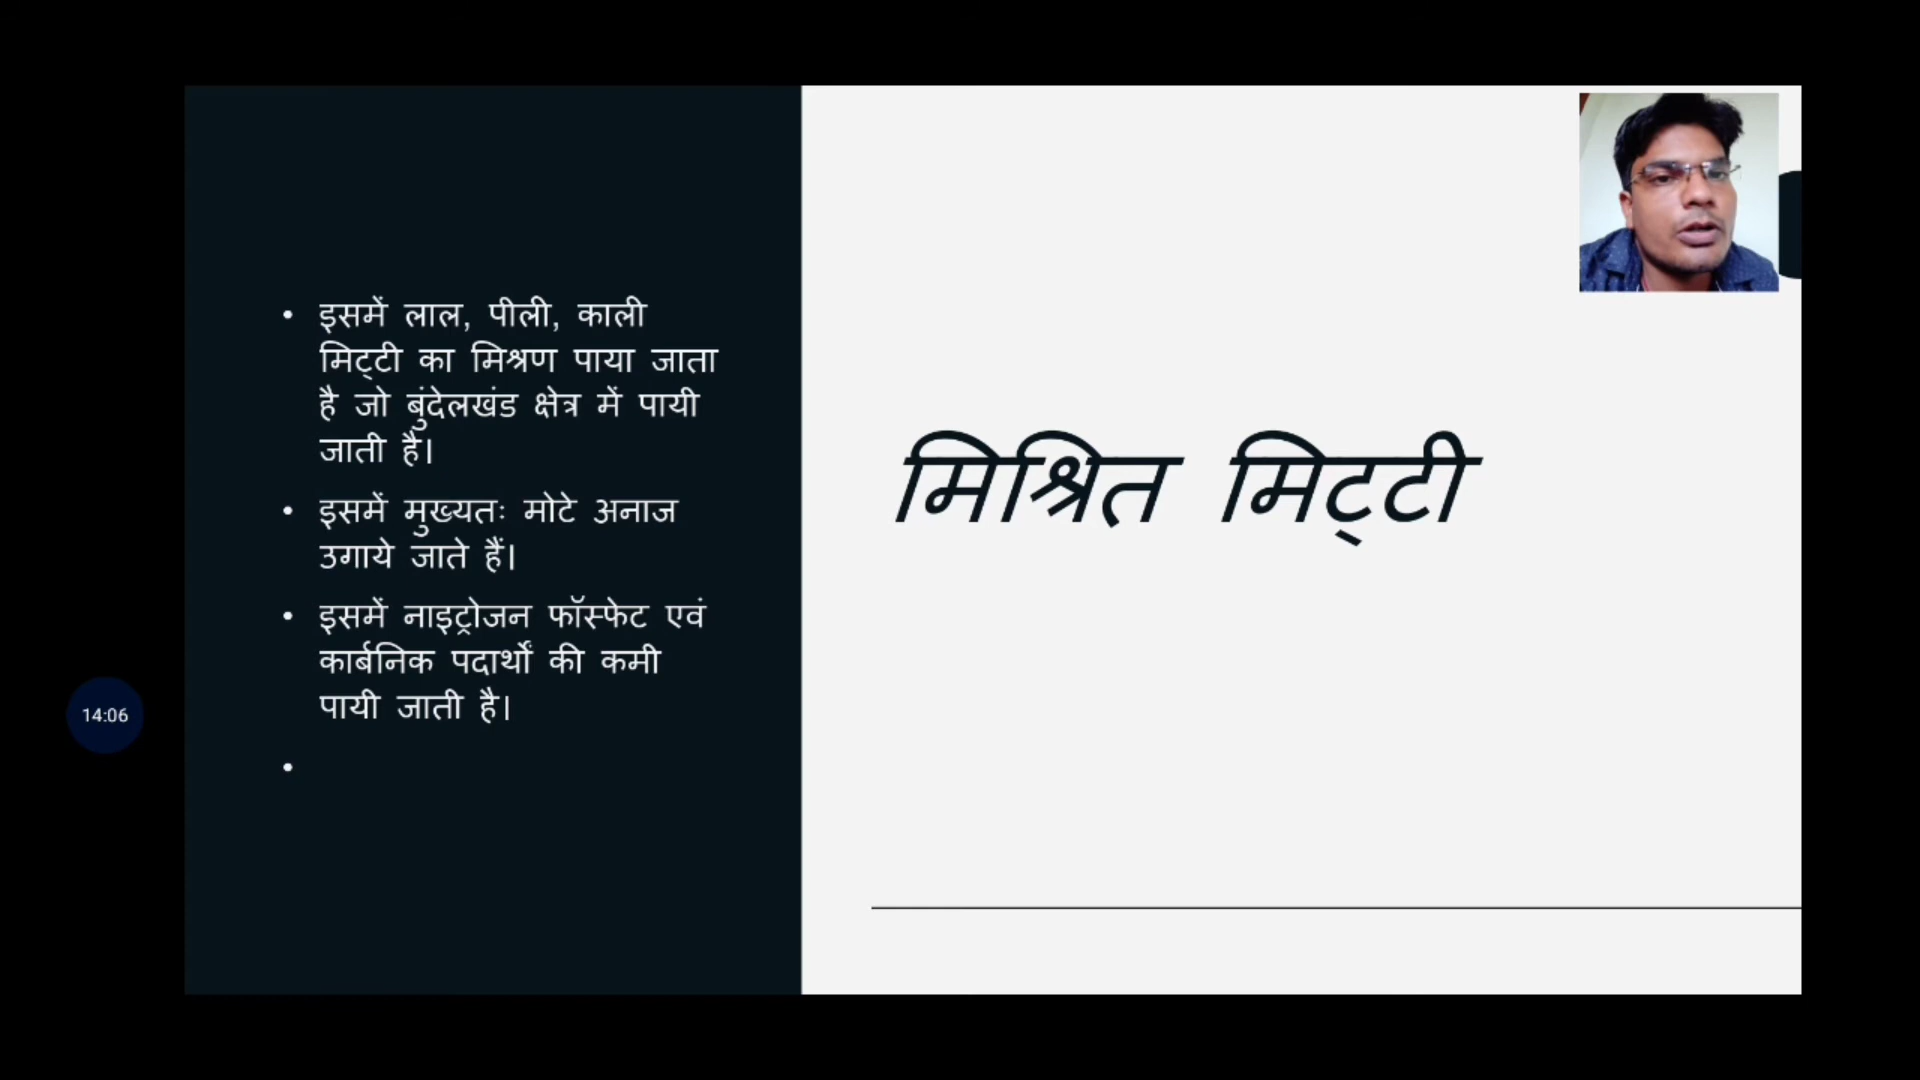 • इसमें लाल, पीली, काली
मिट्टी का मिश्रण पाया जाता
है जो बुंदेलखंड क्षेत्र में पायी
जाती है।
• इसमें मुख्यतः मोटे अनाज
उगाये जाते हैं।
• इसमें नाइट्रोजन फॉस्फेट एवं
कार्बनिक पदार्थों की कमी
पायी जाती है।
•
मिश्रित मिट्टी
14:06